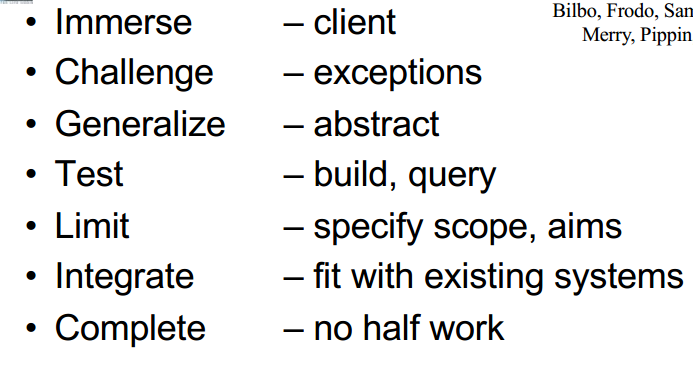 Bilbo, Frodo, Sam
Merry, Pippin
• Immerse – client
• Challenge – exceptions
• Generalize – abstract
• Test – build, query
• Limit – specify scope, aims
• Integrate – fit with existing systems
• Complete – no half work